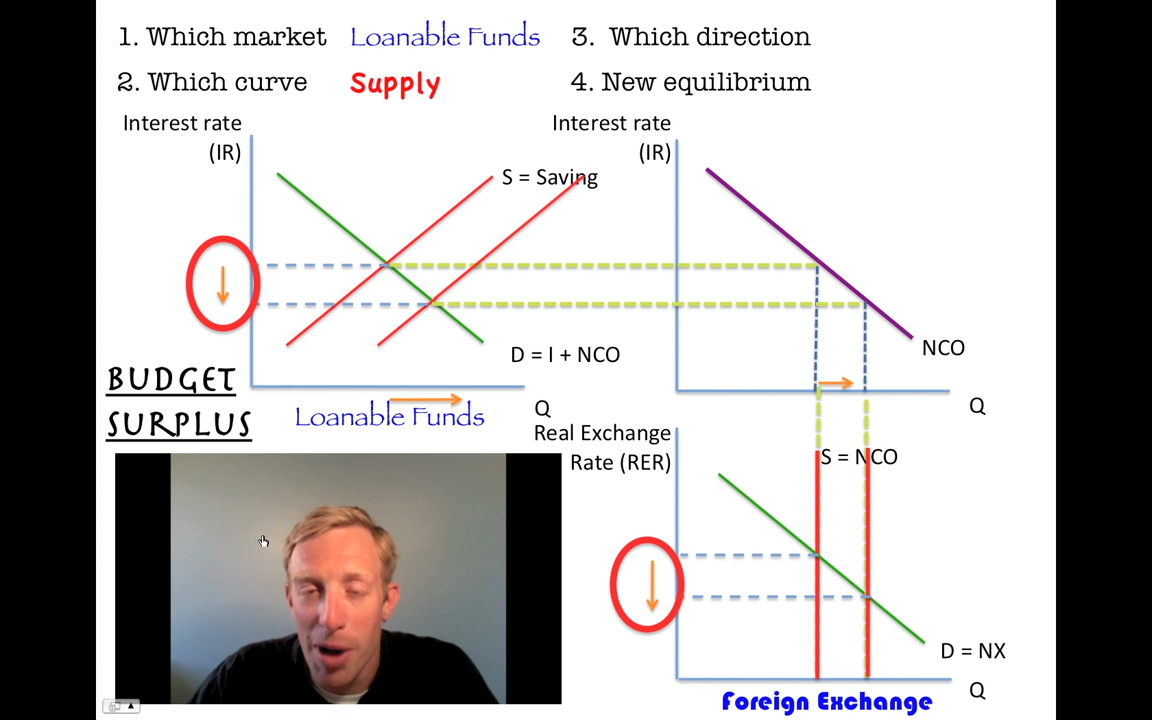 1. Which market Loanable Funds 3. Which direction
2. Which curve Supply 4. New equilibrium
Interest rate
(IR)
Interest rate
(IR)
S = Saving
D = I + NCO
NCO
BUDGET
SURPLUS
Q
Loanable Funds
Q
Real Exchange
Rate (RER)
S = NCO
D = NX
Q
Foreign Exchange